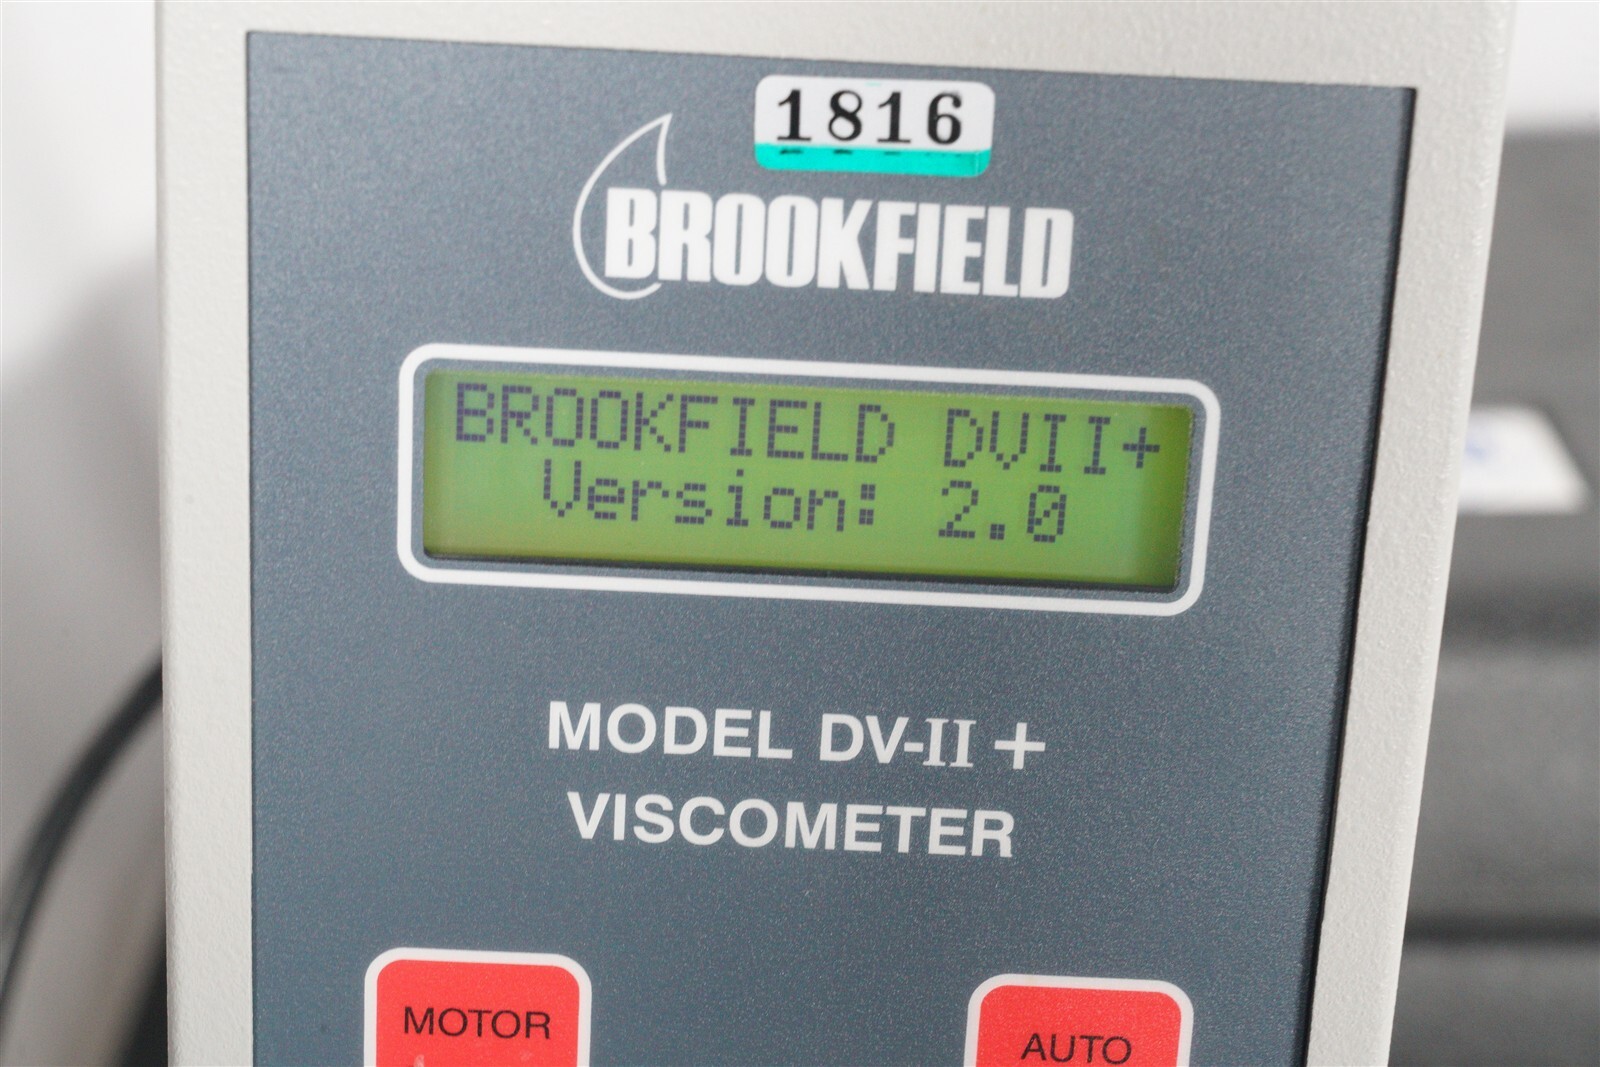 1816
BROOKFIELD
BROOKFIELD DVII+
Version: 2.0
MODEL DV-II +
VISCOMETER
MOTOR
AUTO